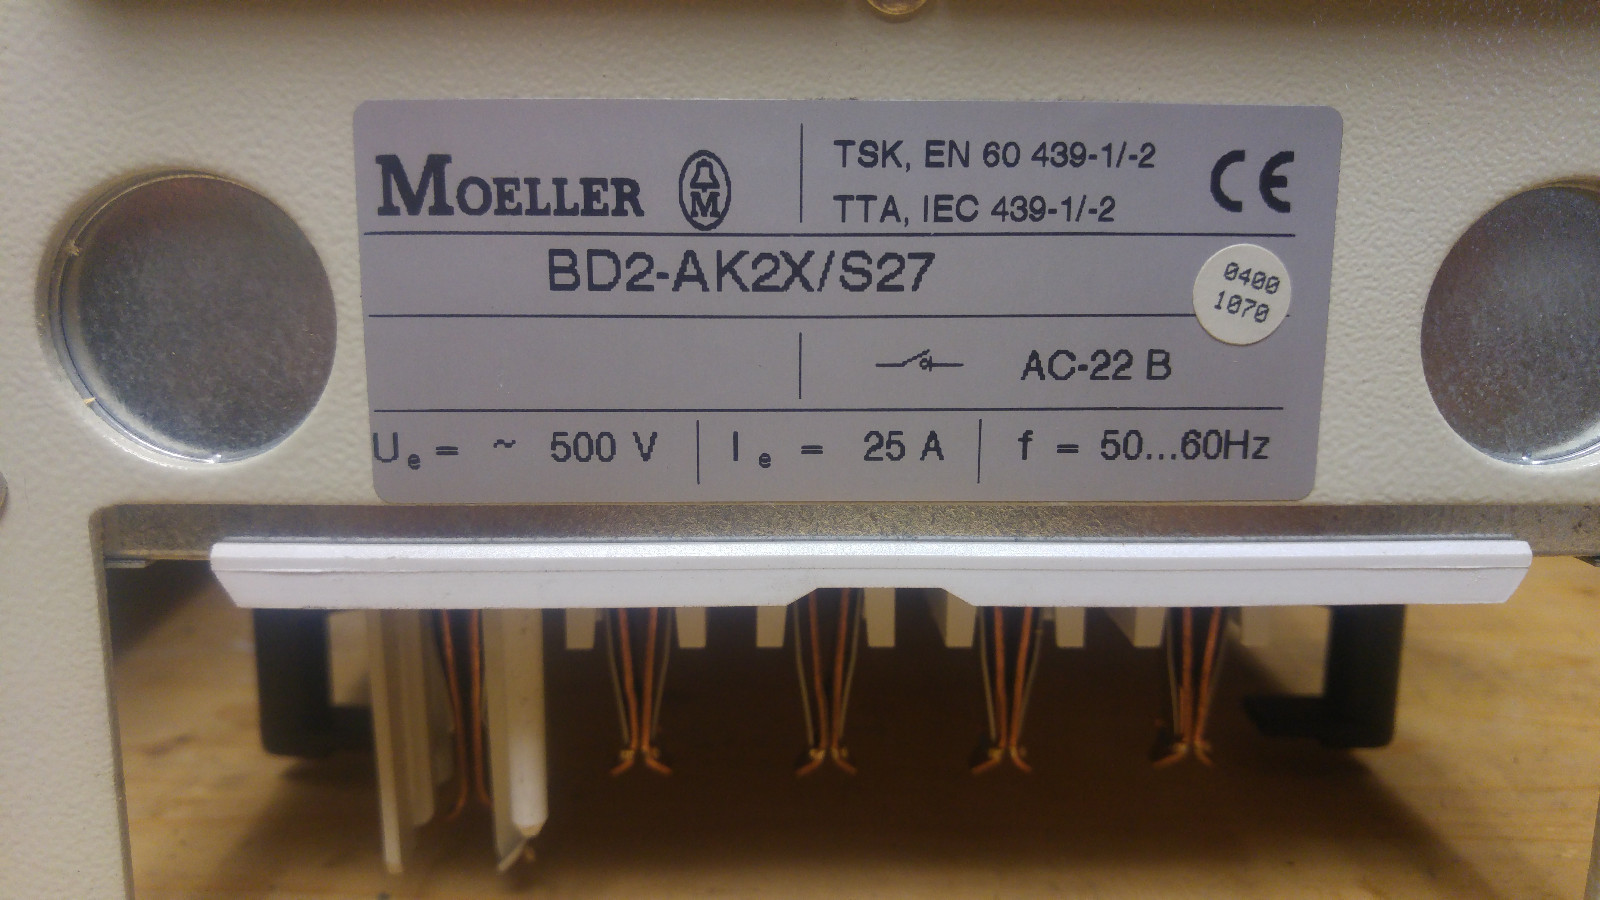 MOELLER
M
TSK, EN 60 439-1/-2
TTA, IEC 439-1/-2
CE
BD2-AK2X/S27
0400
1070
AC-22 B
Ue = ~ 500 V
Ie = 25 A
f = 50...60Hz